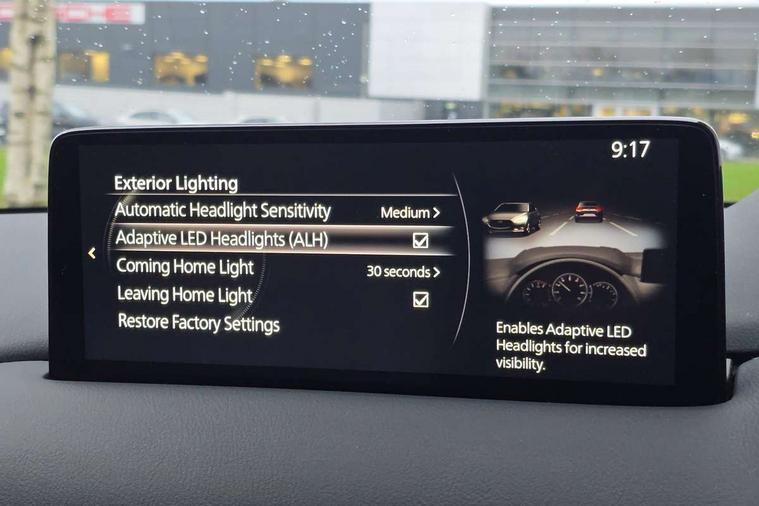 9:17
Exterior Lighting
Automatic Headlight Sensitivity Medium >
Adaptive LED Headlights (ALH)
Coming Home Light 30 seconds >
Leaving Home Light
Restore Factory Settings
Enables Adaptive LED
Headlights for increased
visibility.